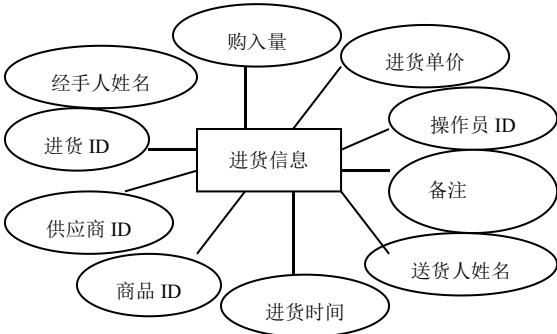 购入量
进货单价
经手人姓名
操作员 ID
进货 ID
进货信息
备注
供应商 ID
送货人姓名
商品 ID
进货时间